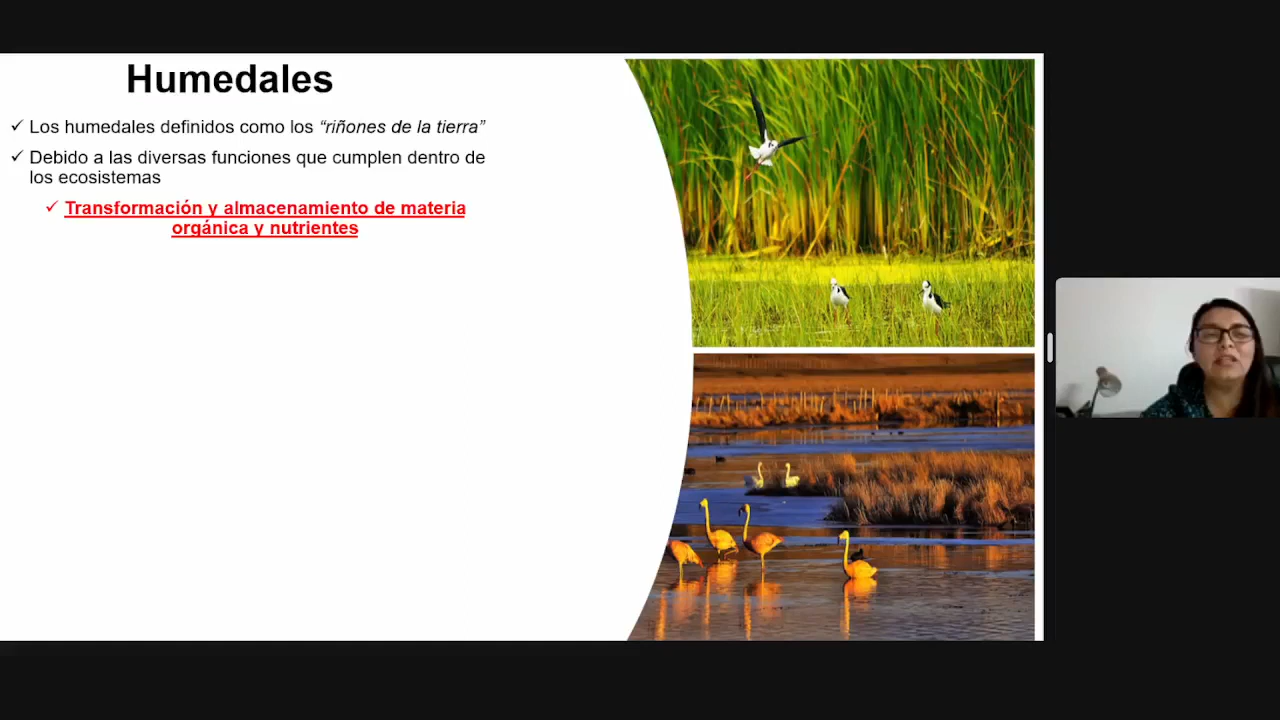 Humedales
✓ Los humedales definidos como los “riñones de la tierra”
✓ Debido a las diversas funciones que cumplen dentro de
los ecosistemas
✓ Transformación y almacenamiento de materia
orgánica y nutrientes